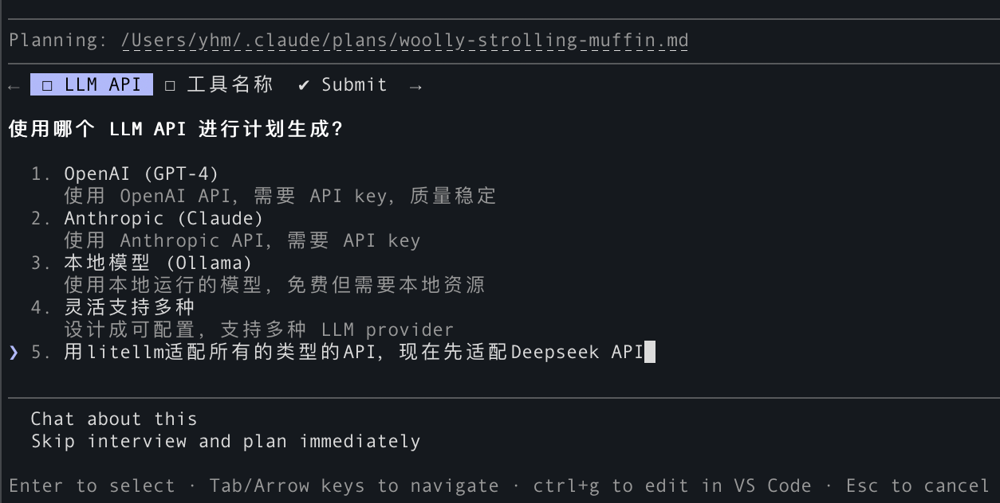 Planning: /Users/yhm/.claude/plans/woolly-strolling-muffin.md
← □ LLM API □ 工具名称 ✔ Submit →
使用哪个 LLM API 进行计划生成?
1. OpenAI (GPT-4)
使用 OpenAI API, 需要 API key, 质量稳定
2. Anthropic (Claude)
使用 Anthropic API, 需要 API key
3. 本地模型 (Ollama)
使用本地运行的模型, 免费但需要本地资源
4. 灵活支持多种
设计成可配置, 支持多种 LLM provider
❯ 5. 用litellm适配所有的类型的API, 现在先适配Deepseek API
Chat about this
Skip interview and plan immediately
Enter to select · Tab/Arrow keys to navigate · ctrl+g to edit in VS Code · Esc to cancel